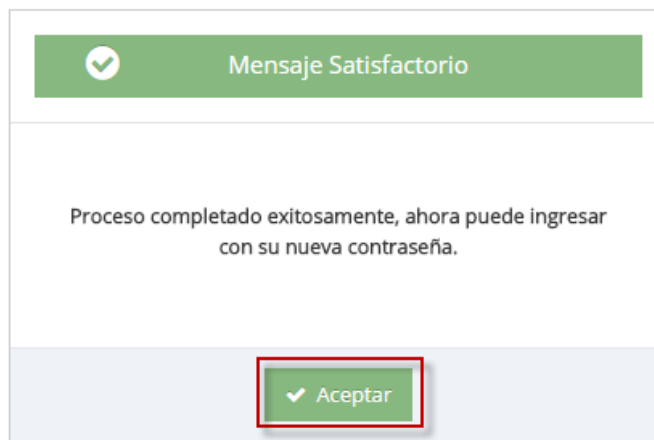 Mensaje Satisfactorio
Proceso completado exitosamente, ahora puede ingresar
con su nueva contraseña.
Aceptar